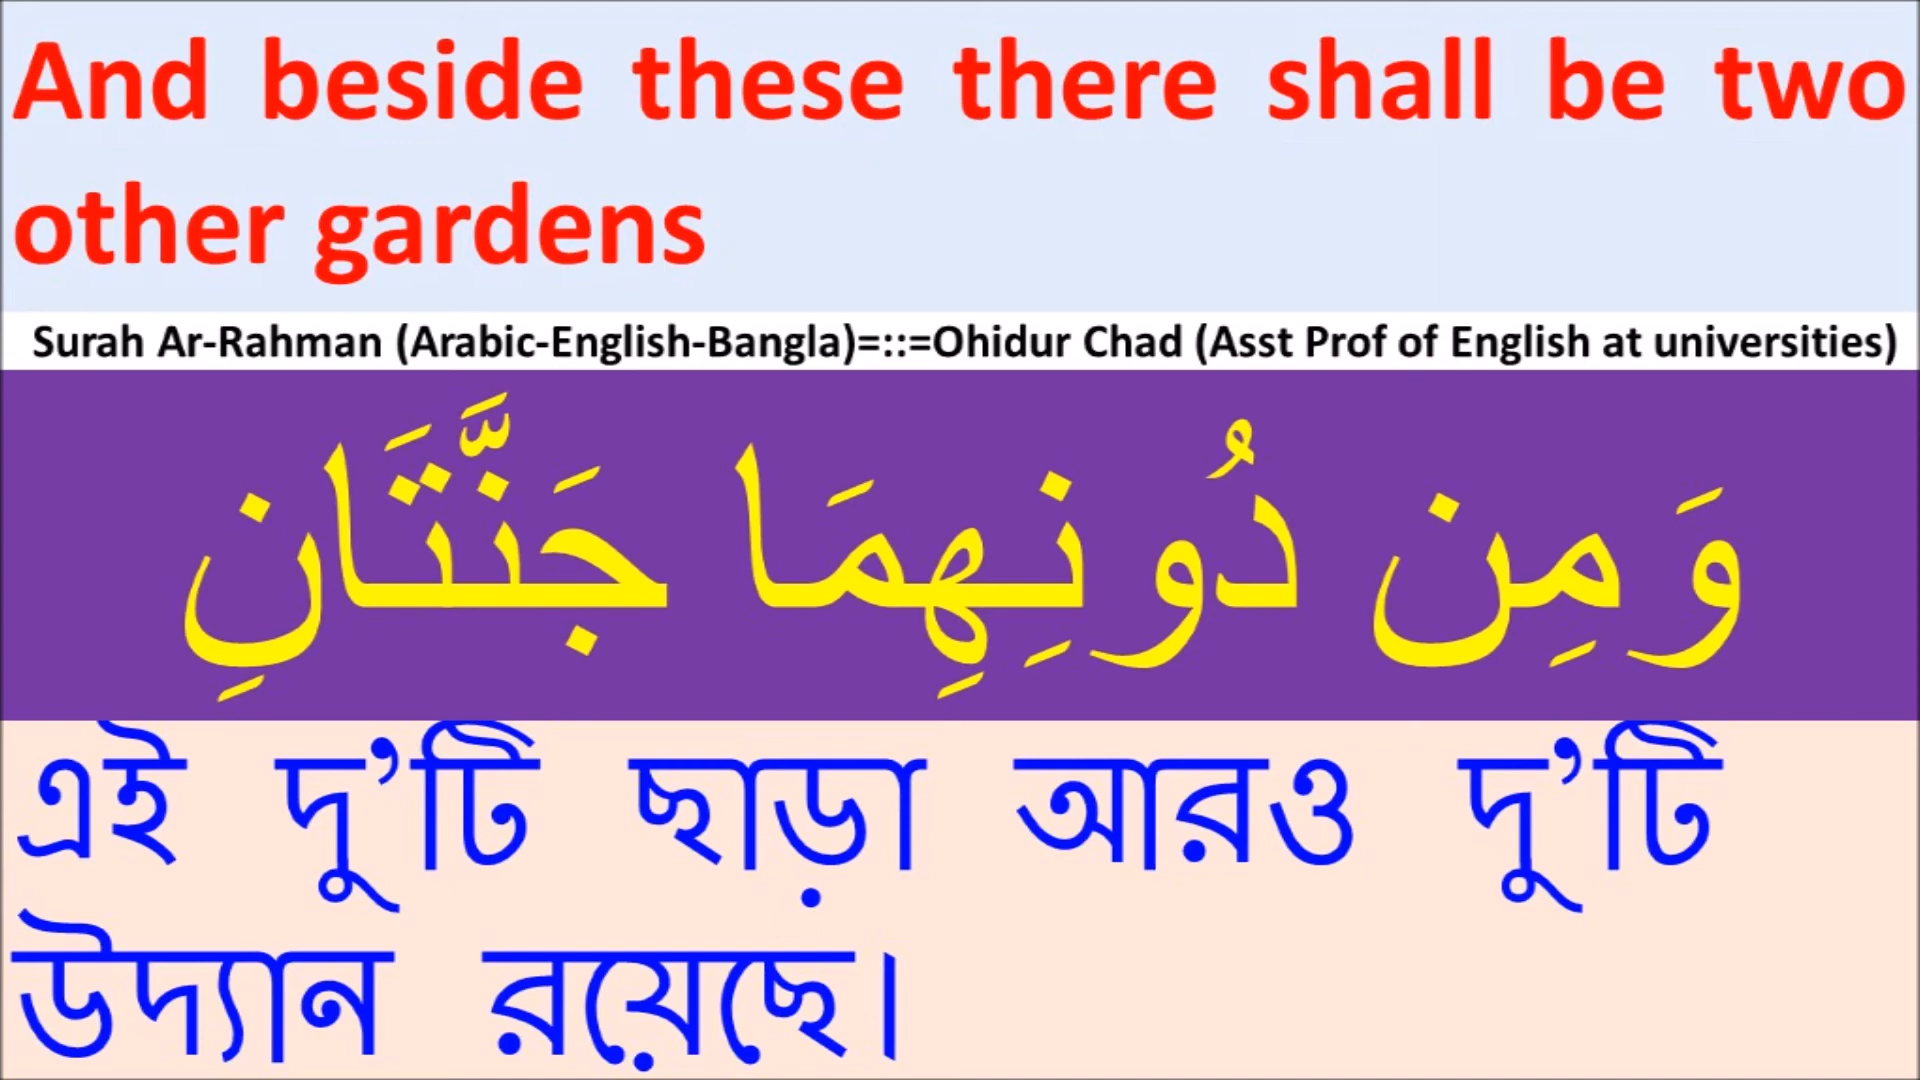 And beside these there shall be two
other gardens
Surah Ar-Rahman (Arabic-English-Bangla)=::=Ohidur Chad (Asst Prof of English at universities)
وَمِن دُونِهِمَا جَنَّتَانِ
এই দু’টি ছাড়া আরও দু’টি
উদ্যান রয়েছে।